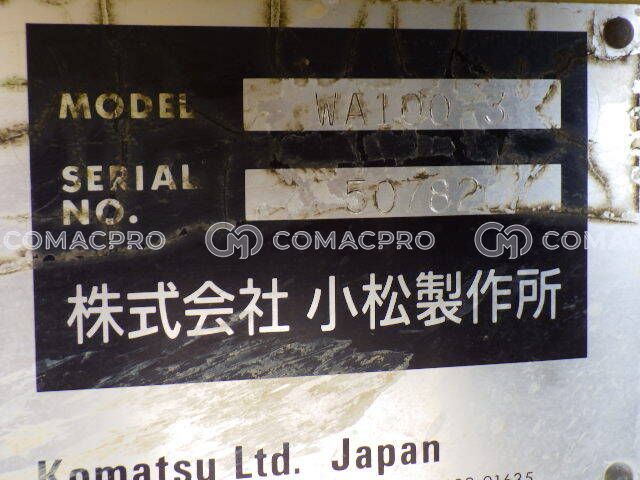 MODEL WA100-3
SERIAL NO. 50782
COMACPRO COMACPRO COMACPRO
株式会社 小松製作所
Komatsu Ltd. Japan